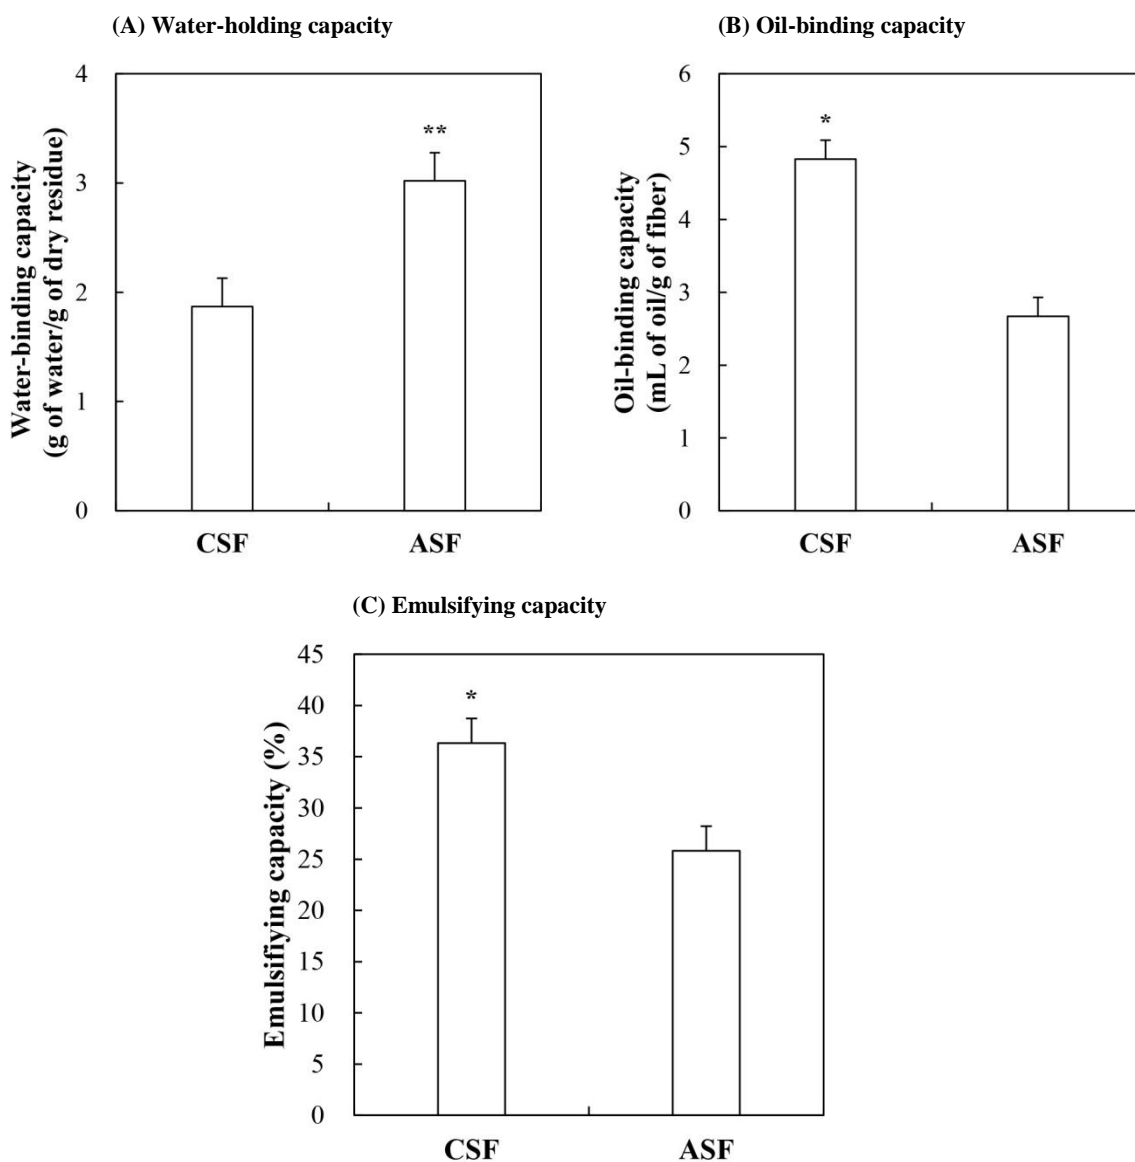 (A) Water-holding capacity
Water-binding capacity
(g of water/g of dry residue)
4
3
2
1
0
**
CSF
ASF
(B) Oil-binding capacity
Oil-binding capacity
(mL of oil/g of fiber)
6
5
4
3
2
1
0
*
CSF
ASF
(C) Emulsifying capacity
Emulsifiying capacity (%)
45
40
35
30
25
20
15
10
5
0
*
CSF
ASF